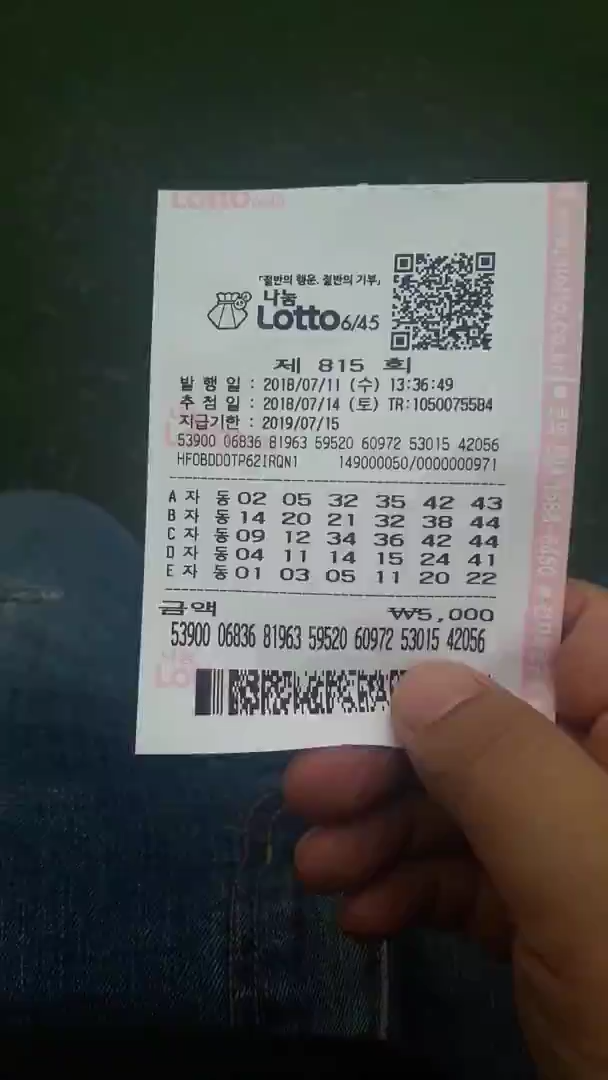 Lotto 6/45
「절반의 행운, 절반의 기부」
나눔
Lotto 6/45
제 815 회
발 행 일 : 2018/07/11 (수) 13:36:49
추 첨 일 : 2018/07/14 (토) TR:1050075584
지급기한 : 2019/07/15
53900 06836 81963 59520 60972 53015 42056
149000050/0000000971
A 자 동 02 05 32 35 42 43
B 자 동 14 20 21 32 38 44
C 자 동 09 12 34 36 42 44
D 자 동 04 11 14 15 24 41
E 자 동 01 03 05 11 20 22
금액 ₩5,000
53900 06836 81963 59520 60972 53015 42056